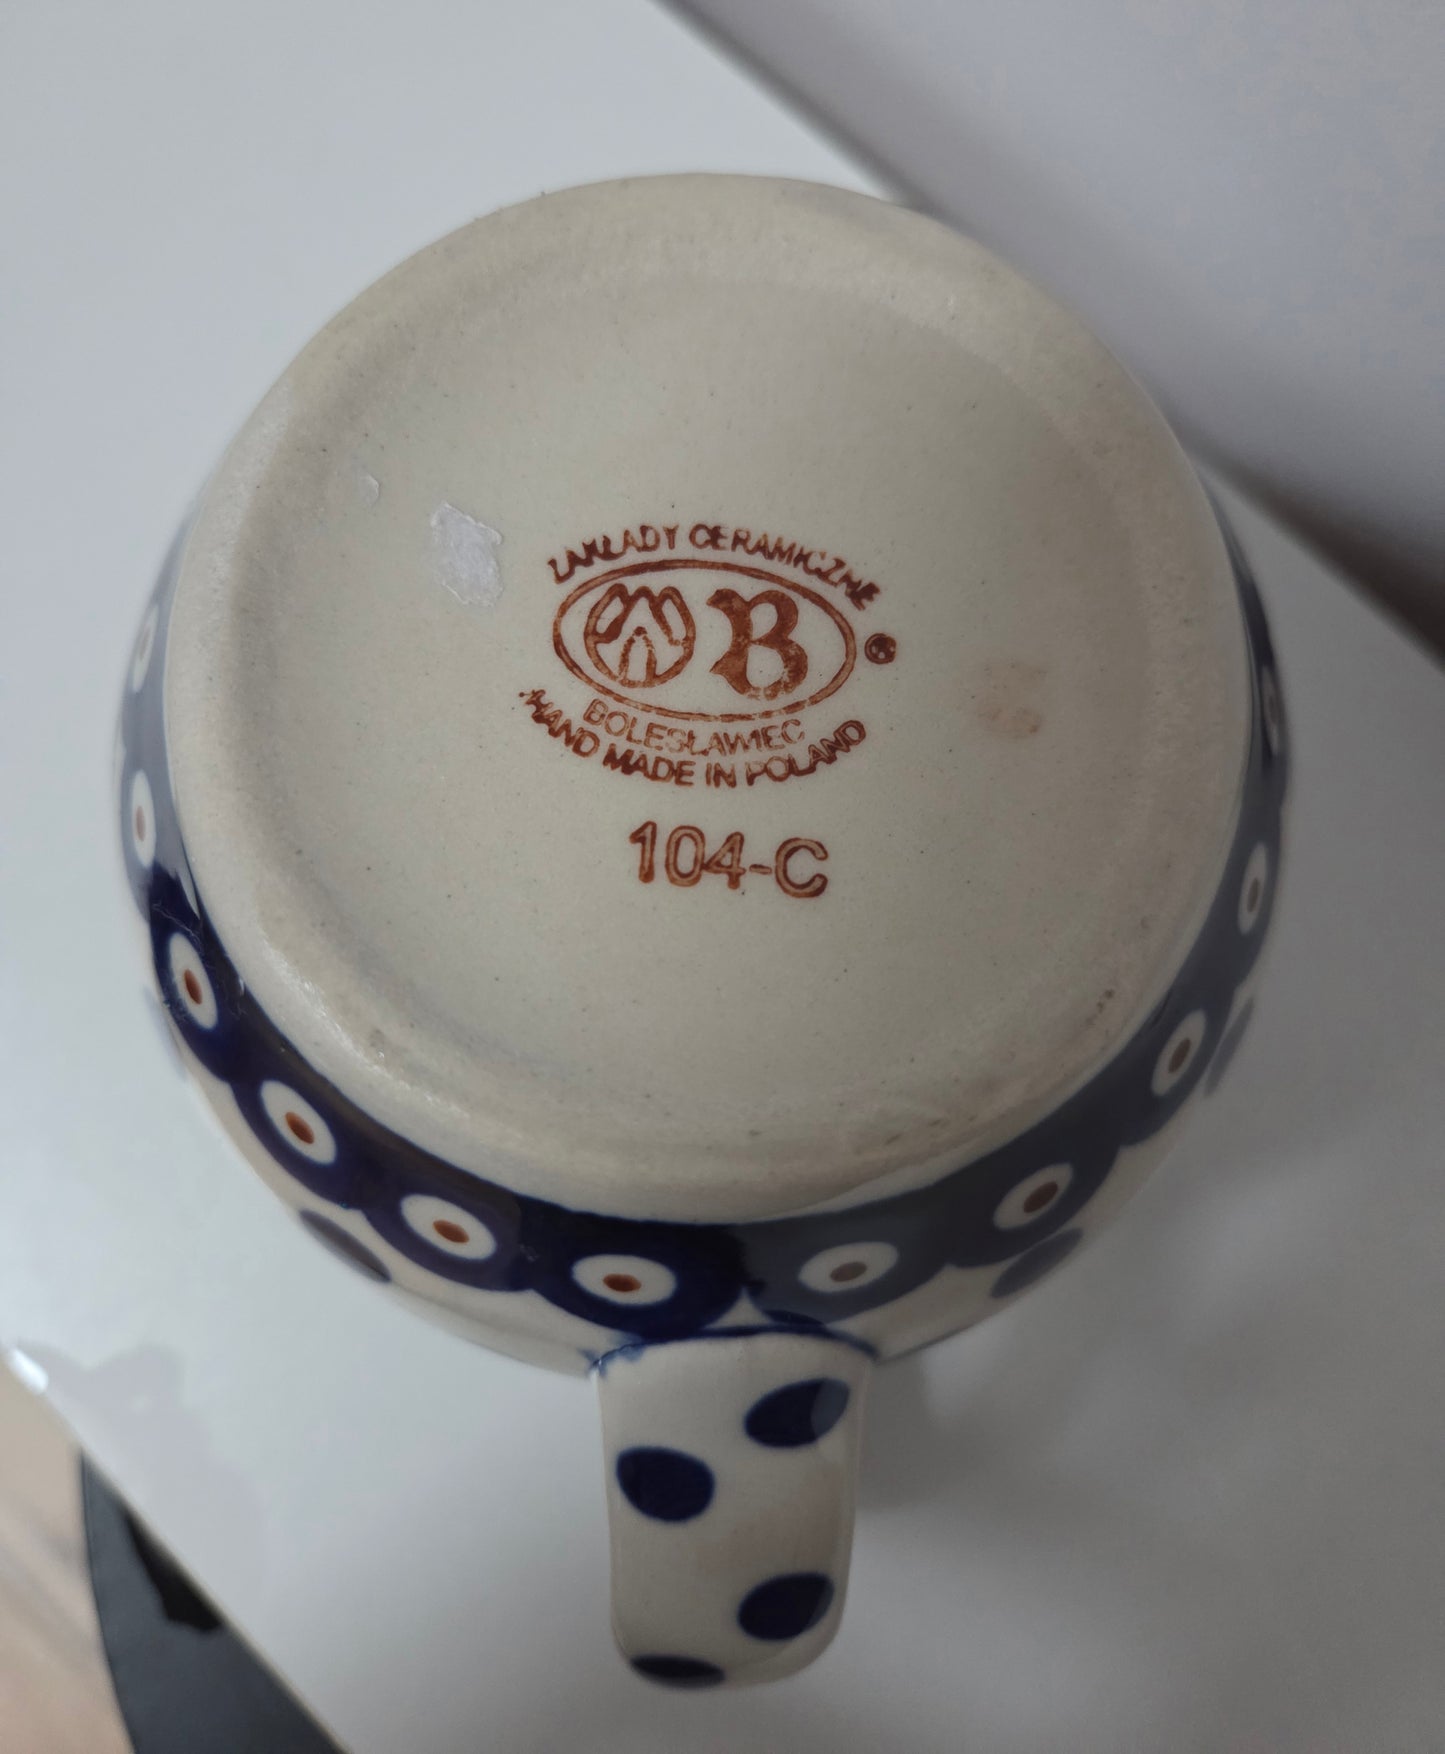 ZAKŁADY CERAMICZNE
B ®
BOLESŁAWIEC
HAND MADE IN POLAND
104-C